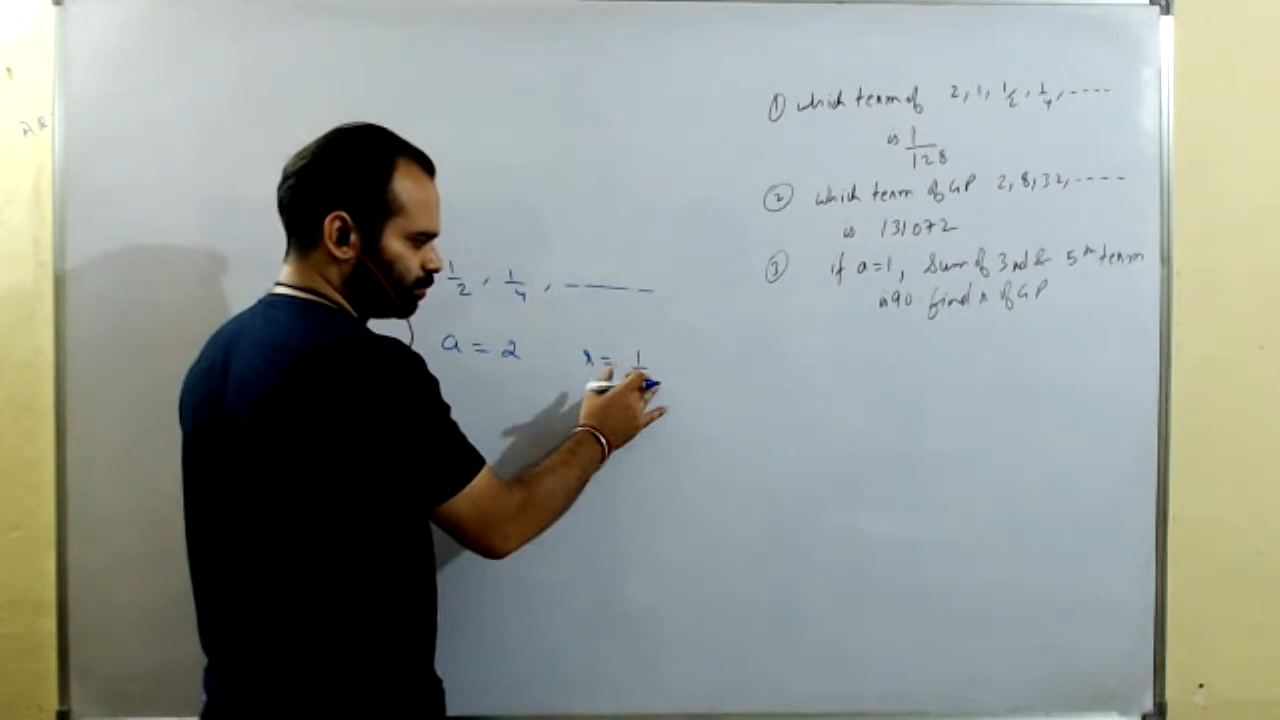 ① which term of 2, 1, 1/2, 1/4, ----
is 1/128
② which term of GP 2, 8, 32, ----
is 131072
③ if a=1, Sum of 3rd & 5th term
is 90. find r of GP
1/2, 1/4, -----
a = 2 r = 1